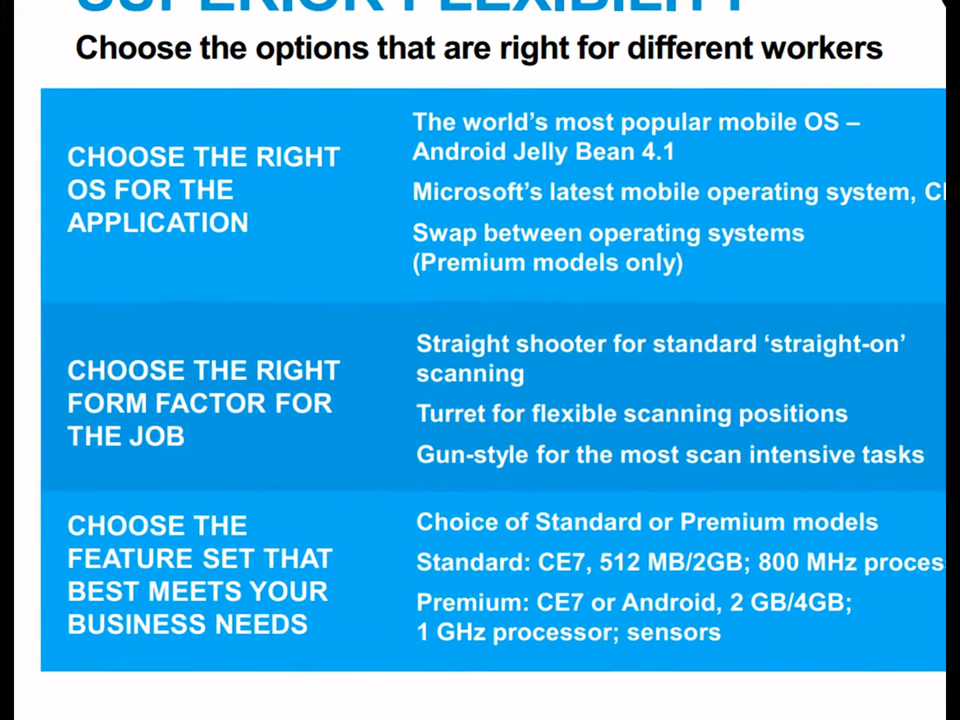 SUPERIOR FLEXIBILITY
Choose the options that are right for different workers
CHOOSE THE RIGHT
OS FOR THE
APPLICATION
The world’s most popular mobile OS –
Android Jelly Bean 4.1
Microsoft’s latest mobile operating system,
Swap between operating systems
(Premium models only)
CHOOSE THE RIGHT
FORM FACTOR FOR
THE JOB
Straight shooter for standard ‘straight-on’
scanning
Turret for flexible scanning positions
Gun-style for the most scan intensive tasks
CHOOSE THE
FEATURE SET THAT
BEST MEETS YOUR
BUSINESS NEEDS
Choice of Standard or Premium models
Standard: CE7, 512 MB/2GB; 800 MHz
Premium: CE7 or Android, 2 GB/4GB;
1 GHz processor; sensors